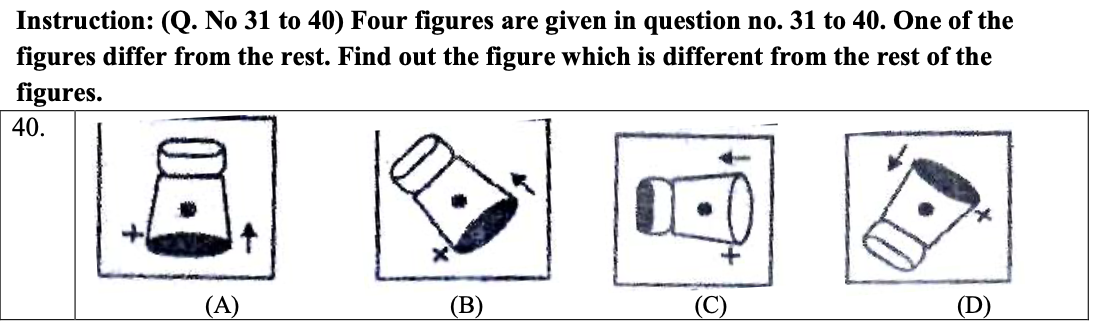 Instruction: (Q. No 31 to 40) Four figures are given in question no. 31 to 40. One of the
figures differ from the rest. Find out the figure which is different from the rest of the
figures.
40.
(A) (B) (C) (D)